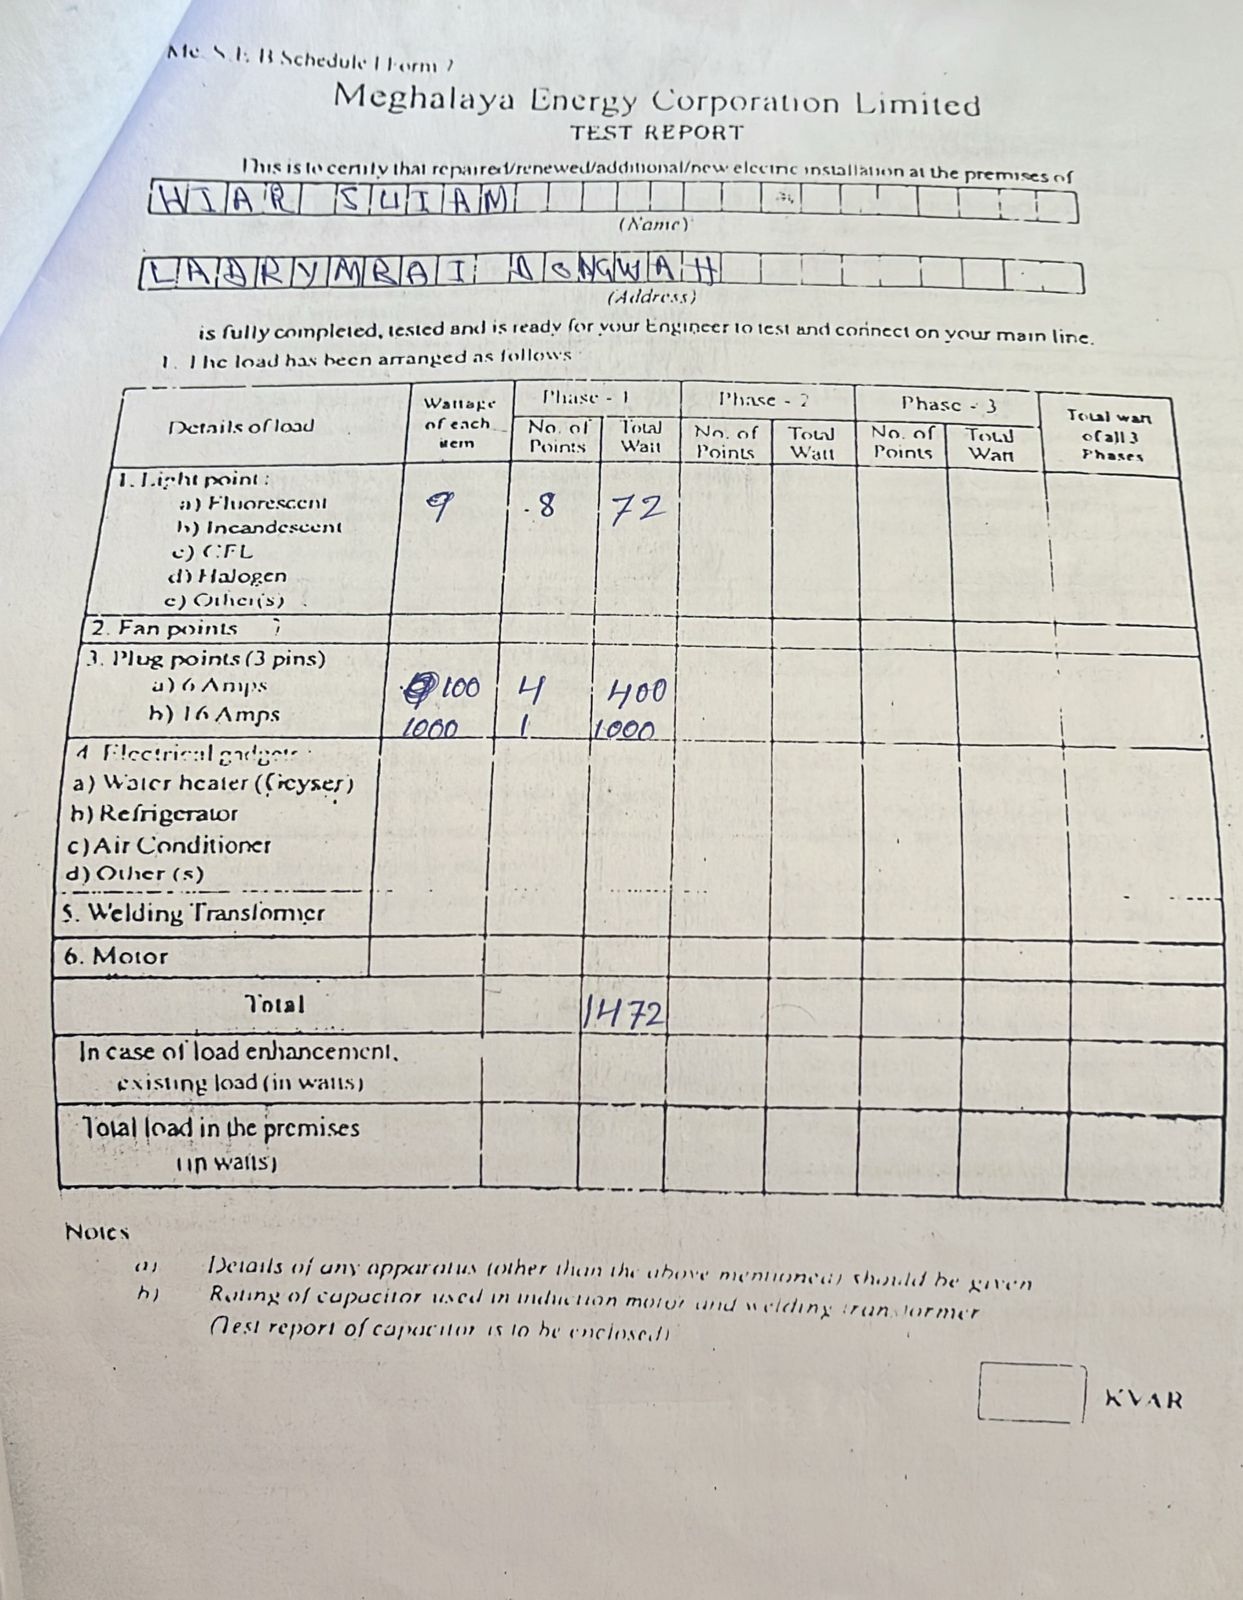 Me. S. E. B Schedule I Form 2
Meghalaya Energy Corporation Limited
TEST REPORT
This is to certify that repaired/renewed/additional/new electric installation at the premises of
HIAR SUIAM
(Name)
LADRYMBAI DONGWAH
(Address)
is fully completed, tested and is ready for your Engineer to test and connect on your main line.
1. The load has been arranged as follows
Details of load Wattage of each item Phase - 1 Phase - 2 Phase - 3 Total watt of all 3 Phases
No. of Points Total Watt No. of Points Total Watt No. of Points Total Watt
1. Light point :
a) Fluorescent 9 8 72
b) Incandescent
c) CFL
d) Halogen
e) Other(s)
2. Fan points
3. Plug points (3 pins)
a) 6 Amps 100 4 400
b) 16 Amps 1000 1 1000
4. Electrical gadgets :
a) Water heater (Geyser)
b) Refrigerator
c) Air Conditioner
d) Other (s)
5. Welding Transformer
6. Motor
Total 1472
In case of load enhancement,
existing load (in watts)
Total load in the premises
(in watts)
Notes
a) Details of any apparatus (other than the above mentioned) should be given
b) Rating of capacitor used in induction motor and welding transformer
(Test report of capacitor is to be enclosed)
KVAR